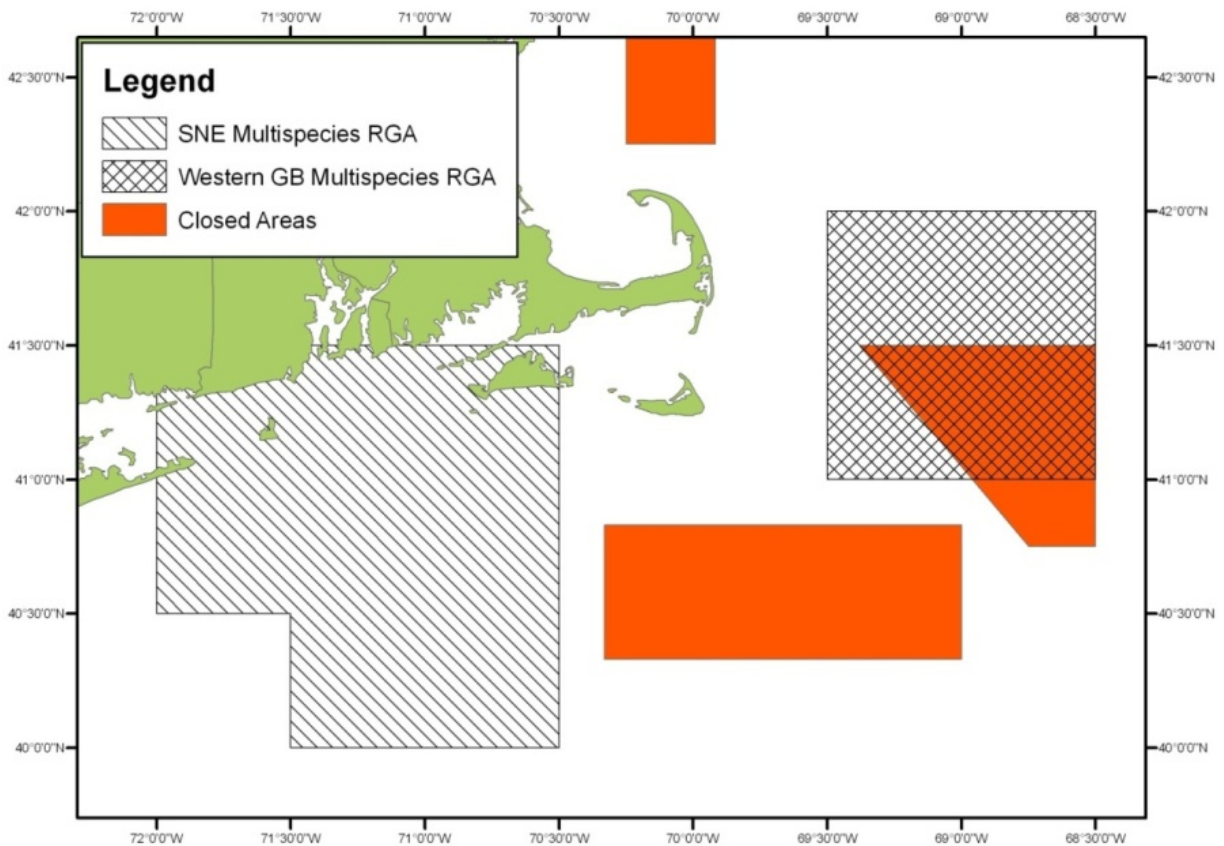 72°0'0"W 71°30'0"W 71°0'0"W 70°30'0"W 70°0'0"W 69°30'0"W 69°0'0"W 68°30'0"W
Legend
SNE Multispecies RGA
Western GB Multispecies RGA
Closed Areas
42°30'0"N 42°30'0"N
42°0'0"N 42°0'0"N
41°30'0"N 41°30'0"N
41°0'0"N 41°0'0"N
40°30'0"N 40°30'0"N
40°0'0"N 40°0'0"N
72°0'0"W 71°30'0"W 71°0'0"W 70°30'0"W 70°0'0"W 69°30'0"W 69°0'0"W 68°30'0"W